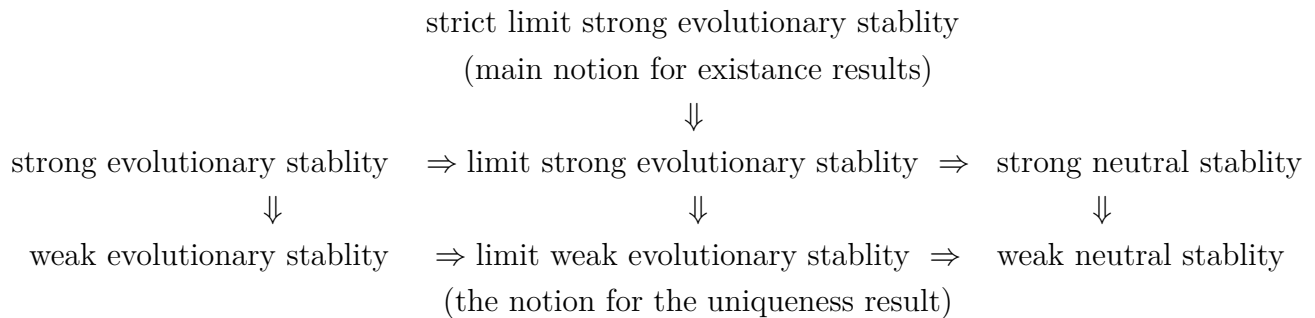 strict limit strong evolutionary stablity
(main notion for existance results)
⇓
strong evolutionary stablity ⇒ limit strong evolutionary stablity ⇒ strong neutral stablity
⇓ ⇓ ⇓
weak evolutionary stablity ⇒ limit weak evolutionary stablity ⇒ weak neutral stablity
(the notion for the uniqueness result)